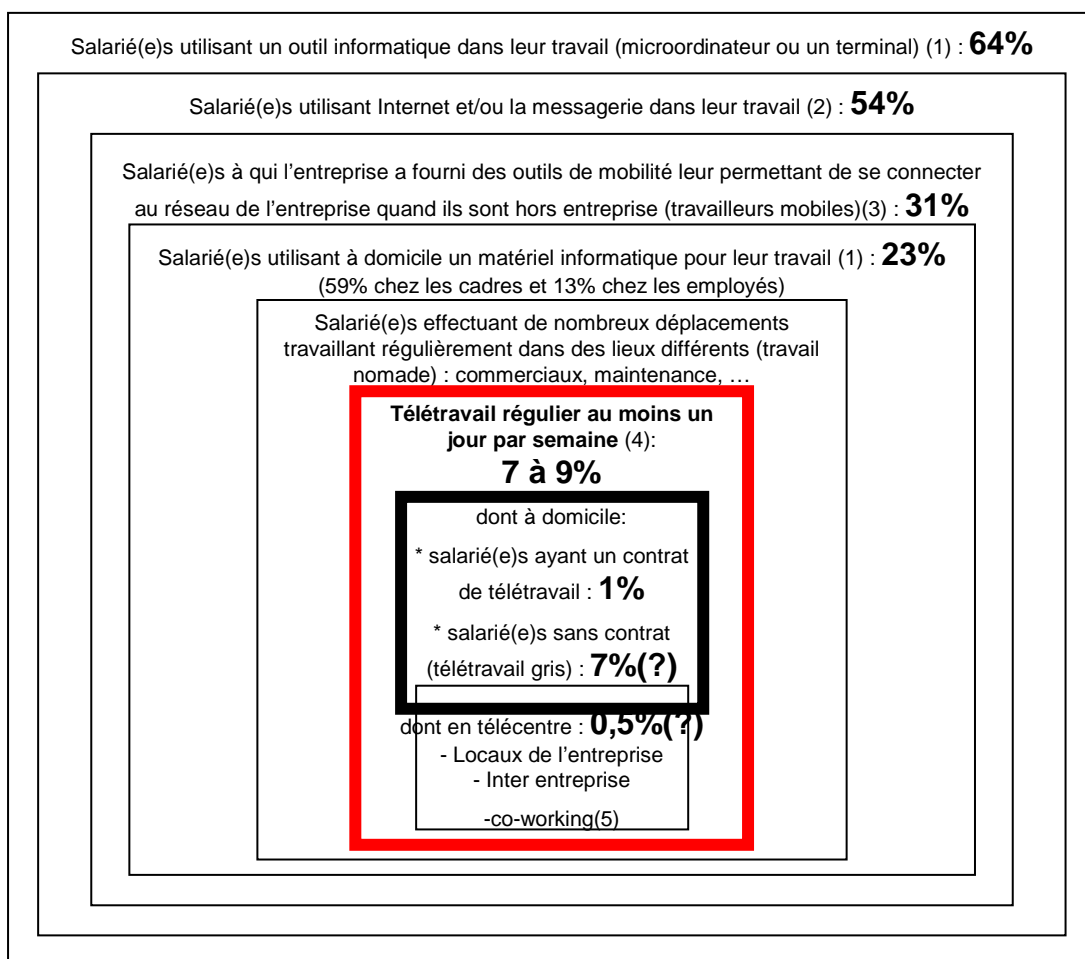 Salarié(e)s utilisant un outil informatique dans leur travail (microordinateur ou un terminal) (1) : 64%
Salarié(e)s utilisant Internet et/ou la messagerie dans leur travail (2) : 54%
Salarié(e)s à qui l’entreprise a fourni des outils de mobilité leur permettant de se connecter
au réseau de l’entreprise quand ils sont hors entreprise (travailleurs mobiles)(3) : 31%
Salarié(e)s utilisant à domicile un matériel informatique pour leur travail (1) : 23%
(59% chez les cadres et 13% chez les employés)
Salarié(e)s effectuant de nombreux déplacements
travaillant régulièrement dans des lieux différents (travail
nomade) : commerciaux, maintenance, …
Télétravail régulier au moins un
jour par semaine (4):
7 à 9%
dont à domicile:
* salarié(e)s ayant un contrat
de télétravail : 1%
* salarié(e)s sans contrat
(télétravail gris) : 7%(?)
dont en télécentre : 0,5%(?)
- Locaux de l’entreprise
- Inter entreprise
-co-working(5)